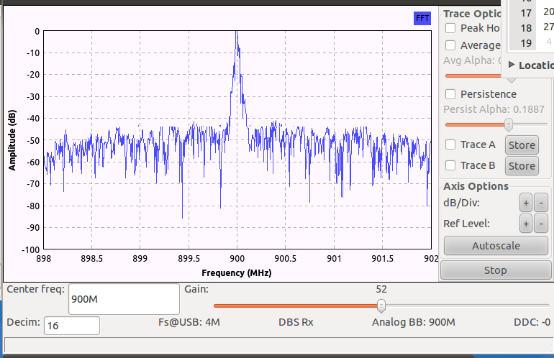 FFT
Trace Optio
Peak Ho
Average
Avg Alpha: 0.
Persistence
Persist Alpha: 0.1887
Trace A Store
Trace B Store
Axis Options
dB/Div: + -
Ref Level: + -
Autoscale
Stop
17 20
18 27
19 4
Locatio
Amplitude (dB)
0
-10
-20
-30
-40
-50
-60
-70
-80
-90
-100
898 898.5 899 899.5 900 900.5 901 901.5 902
Frequency (MHz)
Center freq: 900M Gain: 52
Decim: 16 Fs@USB: 4M DBS Rx Analog BB: 900M DDC: -0